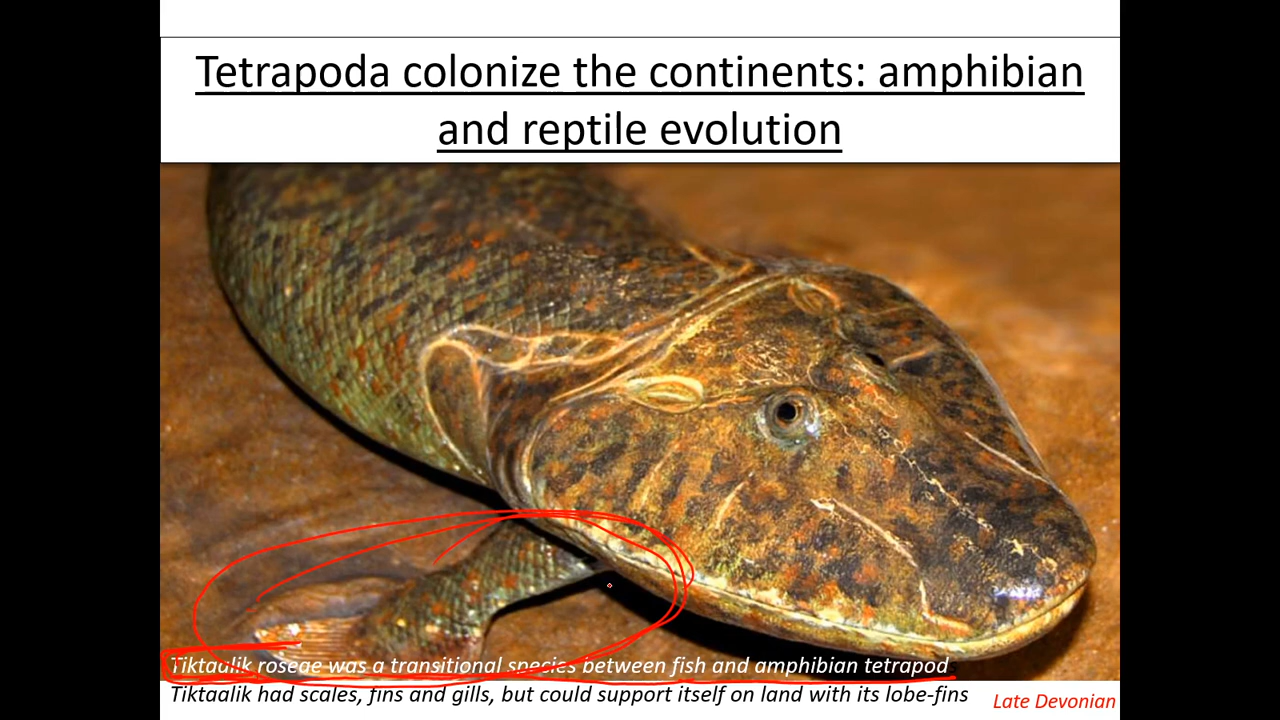 Tetrapoda colonize the continents: amphibian
and reptile evolution
Tiktaalik roseae was a transitional species between fish and amphibian tetrapod
Tiktaalik had scales, fins and gills, but could support itself on land with its lobe-fins
Late Devonian